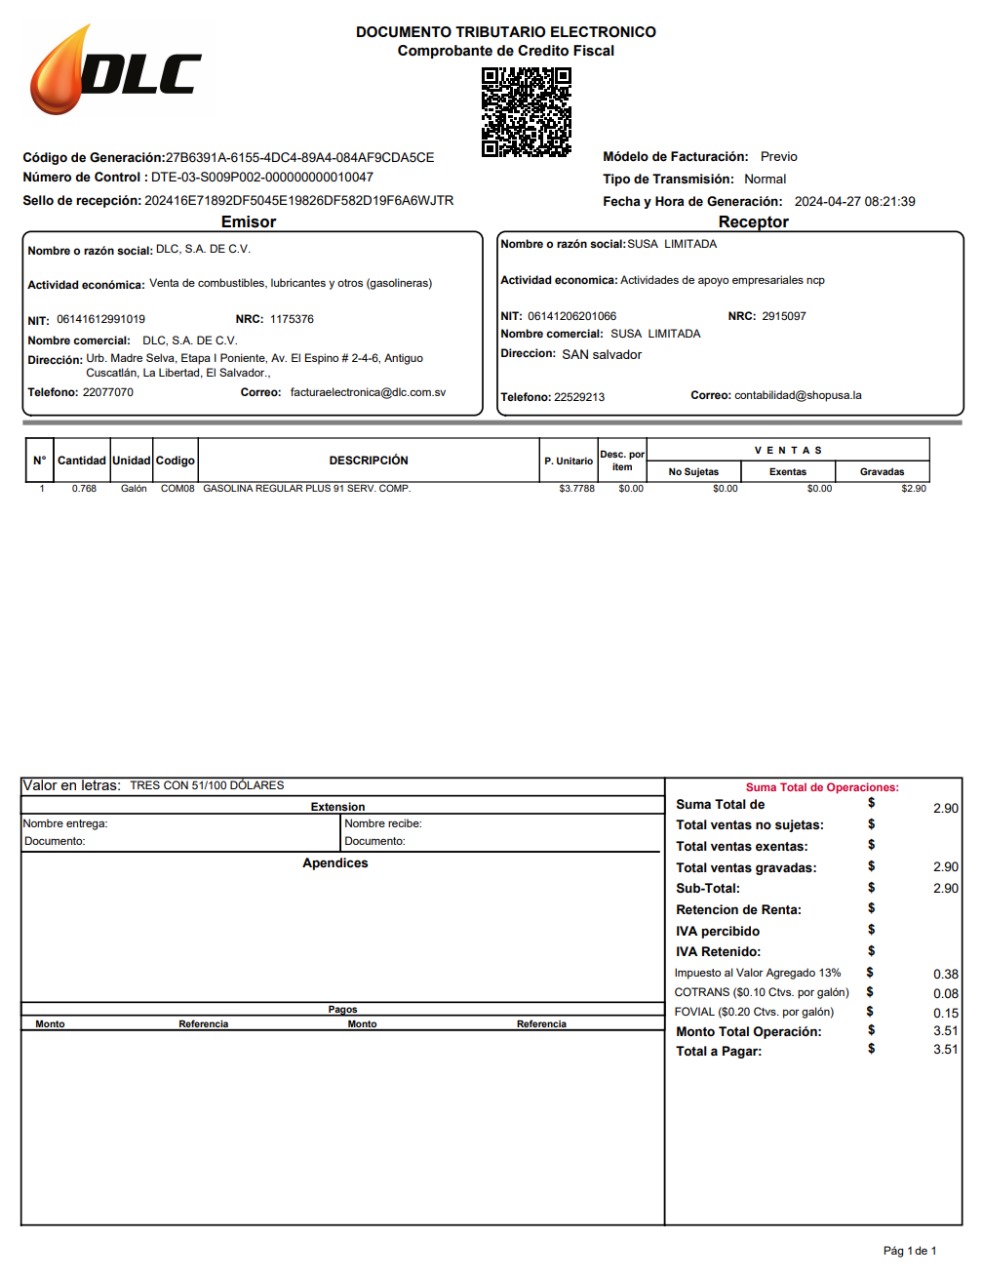 DLC
DOCUMENTO TRIBUTARIO ELECTRONICO
Comprobante de Credito Fiscal
Código de Generación:27B6391A-6155-4DC4-89A4-084AF9CDA5CE
Número de Control : DTE-03-S009P002-000000000010047
Sello de recepción: 202416E71892DF5045E19826DF582D19F6A6WJTR
Módelo de Facturación: Previo
Tipo de Transmisión: Normal
Fecha y Hora de Generación: 2024-04-27 08:21:39
Emisor
Nombre o razón social: DLC, S.A. DE C.V.
Actividad económica: Venta de combustibles, lubricantes y otros (gasolineras)
NIT: 06141612991019 NRC: 1175376
Nombre comercial: DLC, S.A. DE C.V.
Dirección: Urb. Madre Selva, Etapa I Poniente, Av. El Espino # 2-4-6, Antiguo
Cuscatlán, La Libertad, El Salvador.,
Telefono: 22077070 Correo: facturaelectronica@dlc.com.sv
Receptor
Nombre o razón social: SUSA LIMITADA
Actividad economica: Actividades de apoyo empresariales ncp
NIT: 06141206201066 NRC: 2915097
Nombre comercial: SUSA LIMITADA
Direccion: SAN salvador
Telefono: 22529213 Correo: contabilidad@shopusa.la
N° Cantidad Unidad Codigo DESCRIPCIÓN P. Unitario Desc. por item VENTAS
No Sujetas Exentas Gravadas
1 0.768 Galón COM08 GASOLINA REGULAR PLUS 91 SERV. COMP. $3.7788 $0.00 $0.00 $0.00 $2.90
Valor en letras: TRES CON 51/100 DÓLARES
Extension
Nombre entrega: Nombre recibe:
Documento: Documento:
Apendices
Pagos
Monto Referencia Monto Referencia
Suma Total de Operaciones:
Suma Total de $ 2.90
Total ventas no sujetas: $
Total ventas exentas: $
Total ventas gravadas: $ 2.90
Sub-Total: $ 2.90
Retencion de Renta: $
IVA percibido $
IVA Retenido: $
Impuesto al Valor Agregado 13% $ 0.38
COTRANS ($0.10 Ctvs. por galón) $ 0.08
FOVIAL ($0.20 Ctvs. por galón) $ 0.15
Monto Total Operación: $ 3.51
Total a Pagar: $ 3.51
Pág 1 de 1